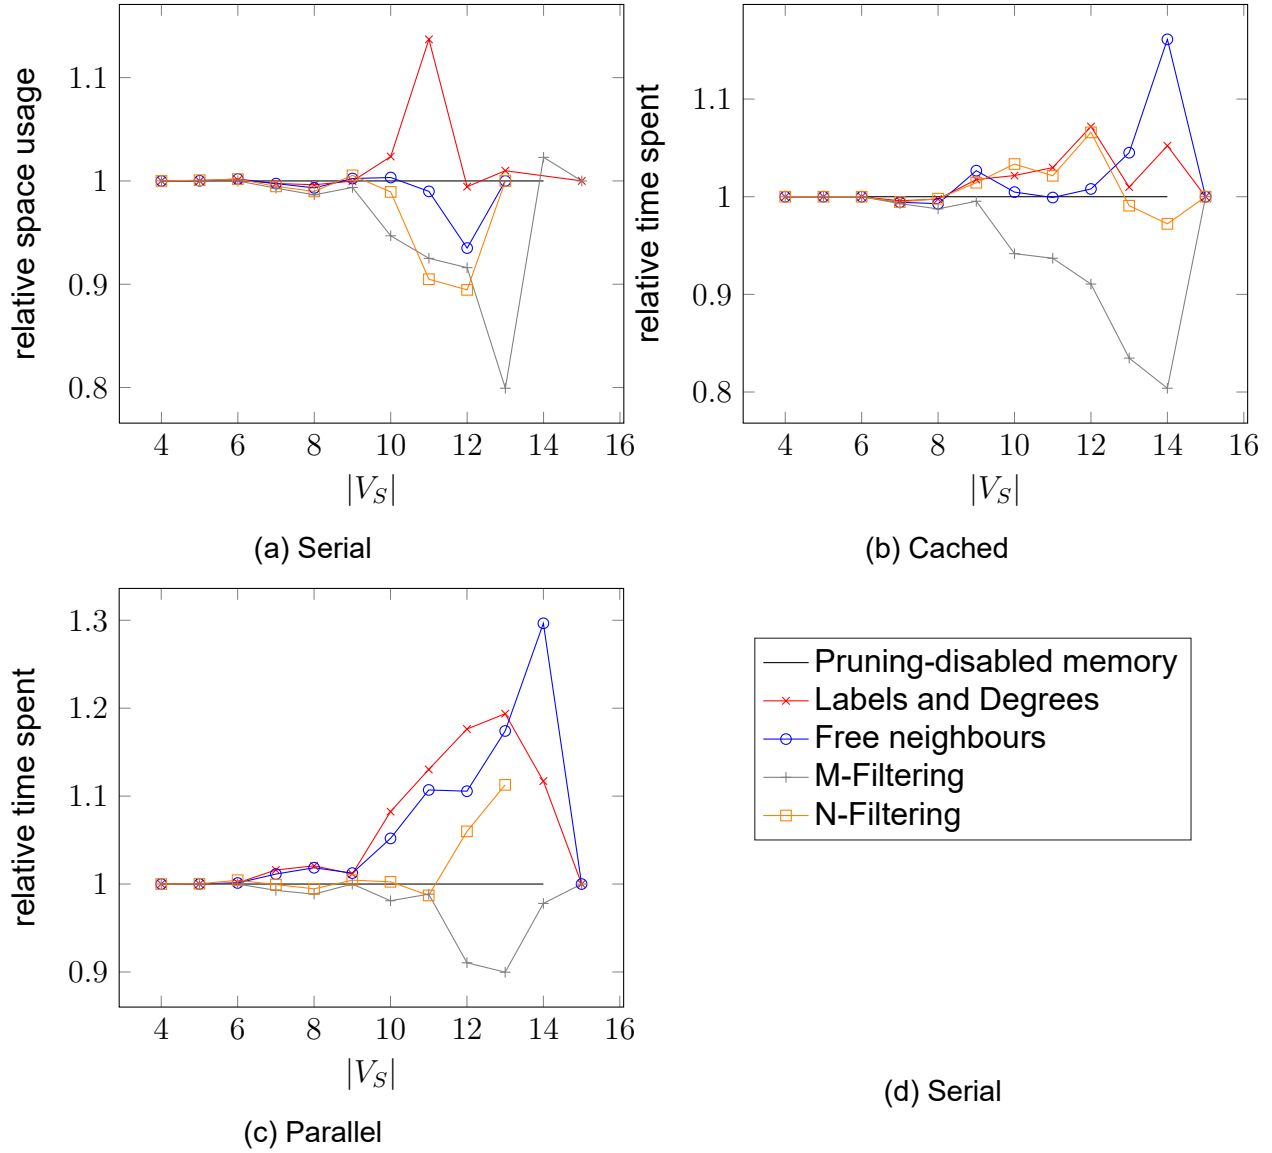 relative space usage
1.1
1
0.9
0.8
4 6 8 10 12 14 16
|V_S|
(a) Serial
relative time spent
1.1
1
0.9
0.8
4 6 8 10 12 14 16
|V_S|
(b) Cached
relative time spent
1.3
1.2
1.1
1
0.9
4 6 8 10 12 14 16
|V_S|
(c) Parallel
Pruning-disabled memory
Labels and Degrees
Free neighbours
M-Filtering
N-Filtering
(d) Serial